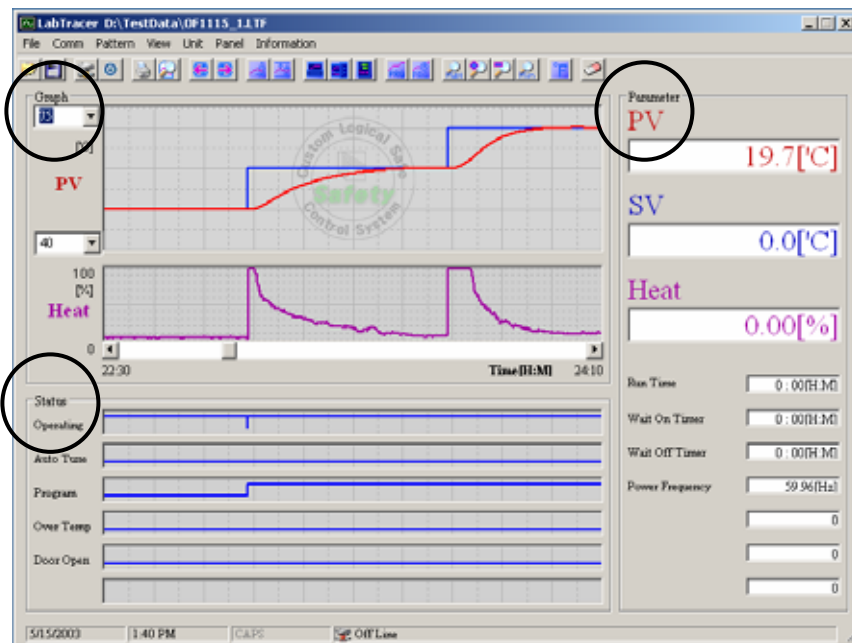 LabTracer D:\TestData\OF1115_1.LTF
File Comm Pattern View Unit Panel Information
Graph
PV
40
100
[%]
Heat
0
22:30 Time[H:M] 24:10
Custom Logical Safe
Safety
Control System
Parameter
PV
19.7['C]
SV
0.0['C]
Heat
0.00[%]
Run Time 0 : 00[H:M]
Wait On Timer 0 : 00[H:M]
Wait Off Timer 0 : 00[H:M]
Power Frequency 59.96[Hz]
0
0
0
Status
Operating
Auto Tune
Program
Over Temp
Door Open
5/15/2003 1:40 PM CAPS Off Line